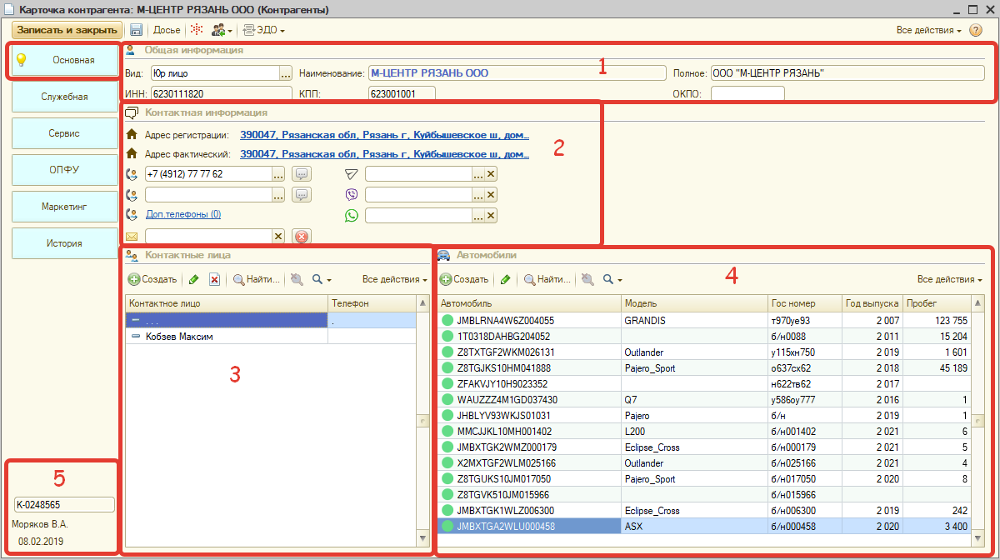 Карточка контрагента: М-ЦЕНТР РЯЗАНЬ ООО (Контрагенты)
Записать и закрыть Досье ЭДО Все действия ?
Основная
Служебная
Сервис
ОПФУ
Маркетинг
История
Общая информация
Вид: Юр лицо ... Наименование: М-ЦЕНТР РЯЗАНЬ ООО 1 Полное: ООО "М-ЦЕНТР РЯЗАНЬ"
ИНН: 6230111820 КПП: 623001001 ОКПО:
Контактная информация
Адрес регистрации: 390047, Рязанская обл, Рязань г, Куйбышевское ш, дом...
Адрес фактический: 390047, Рязанская обл, Рязань г, Куйбышевское ш, дом...
2
+7 (4912) 77 77 62 ... ... ×
... ... ×
Доп.телефоны (0) ... ×
×
Контактные лица
Создать Найти... Все действия
Контактное лицо Телефон
. . . .
Кобзев Максим
3
Автомобили
4
Создать Найти... Все действия
Автомобиль Модель Гос номер Год выпуска Пробег
JMBLRNA4W6Z004055 GRANDIS т970уе93 2 007 123 755
1T0318DAHBG204052 б/н0088 2 011 15 204
Z8TXTGF2WKM026131 Outlander у115хн750 2 019 1 601
Z8TGJKS10HM041888 Pajero_Sport о637сх62 2 018 45 189
ZFAKVJY10H9023352 н622тв62 2 017
WAUZZZ4M1GD037430 Q7 у586оу777 2 016 1
JHBLYV93WKJS01031 Pajero б/н 2 019 1
MMCJJKL10MH001402 L200 б/н001402 2 021 6
JMBXTGK2WMZ000179 Eclipse_Cross б/н000179 2 021 5
X2MXTGF2WLM025166 Outlander б/н025166 2 021 4
Z8TGUKS10JM017050 Pajero_Sport б/н017050 2 020 8
Z8TGVK510JM015966 б/н015966
JMBXTGK1WLZ006300 Eclipse_Cross б/н006300 2 019 242
JMBXTGA2WLU000458 ASX б/н000458 2 020 3 400
5
К-0248565
Моряков В.А.
08.02.2019